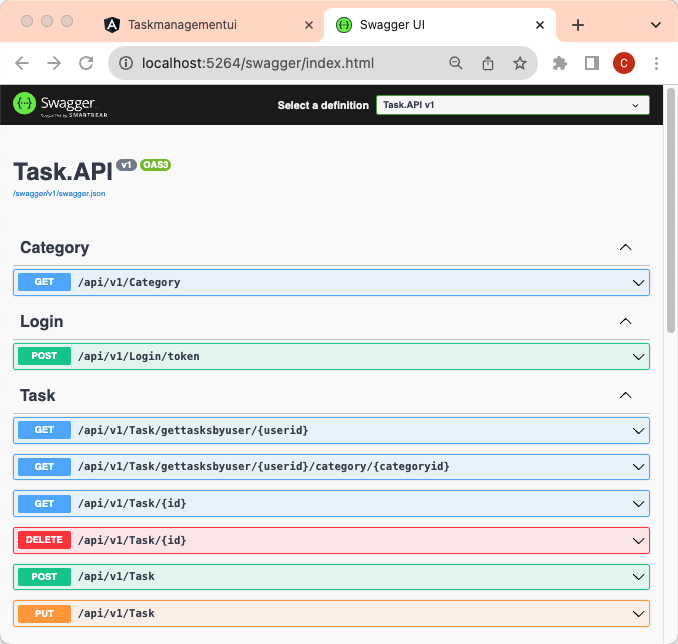 Taskmanagementui
Swagger UI
localhost:5264/swagger/index.html
C
Swagger
Supported by SMARTBEAR
Select a definition
Task.API v1
Task.API v1 OAS3
/swagger/v1/swagger.json
Category
GET /api/v1/Category
Login
POST /api/v1/Login/token
Task
GET /api/v1/Task/gettasksbyuser/{userid}
GET /api/v1/Task/gettasksbyuser/{userid}/category/{categoryid}
GET /api/v1/Task/{id}
DELETE /api/v1/Task/{id}
POST /api/v1/Task
PUT /api/v1/Task